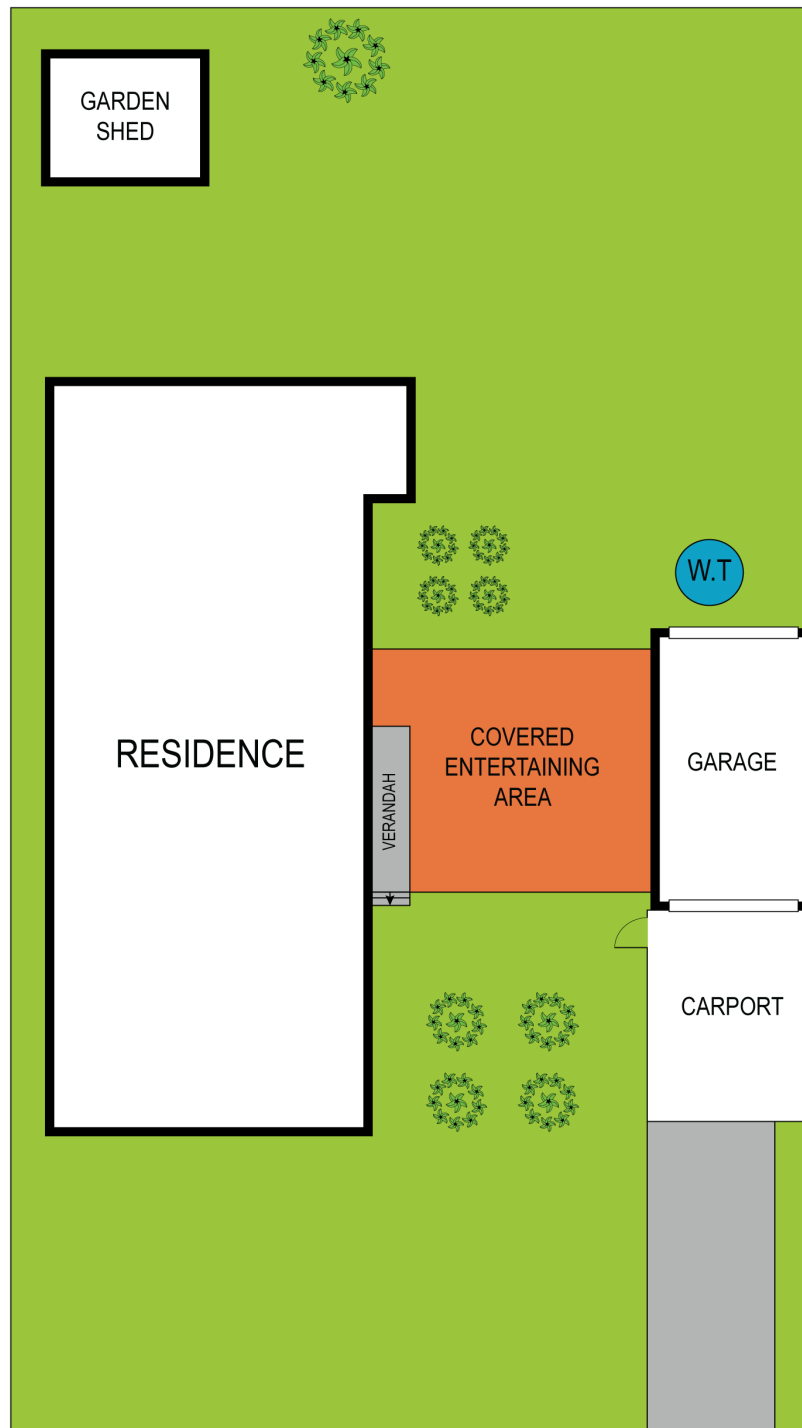 GARDEN
SHED
W.T
RESIDENCE
VERANDAH
COVERED
ENTERTAINING
AREA
GARAGE
CARPORT